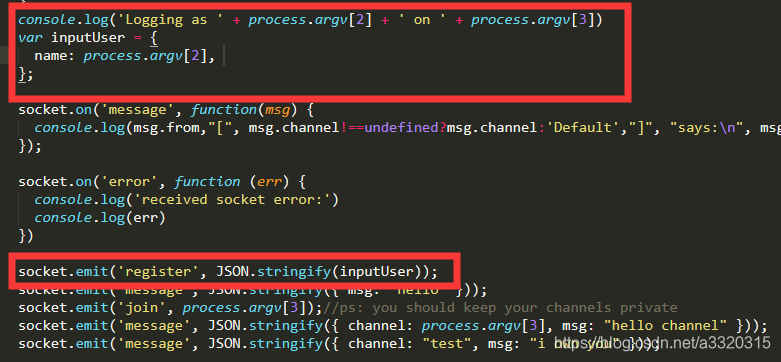 console.log('Logging as ' + process.argv[2] + ' on ' + process.argv[3])
var inputUser = {
name: process.argv[2],
};
socket.on('message', function(msg) {
console.log(msg.from,"[", msg.channel!==undefined?msg.channel:'Default',"]", "says:\n", msg
});
socket.on('error', function (err) {
console.log('received socket error:')
console.log(err)
})
socket.emit('register', JSON.stringify(inputUser));
socket.emit('message', JSON.stringify({ msg: "hello" }));
socket.emit('join', process.argv[3]);//ps: you should keep your channels private
socket.emit('message', JSON.stringify({ channel: process.argv[3], msg: "hello channel" }));
socket.emit('message', JSON.stringify({ channel: "test", msg: "i own you" }));
https://blog.csdn.net/a3320315